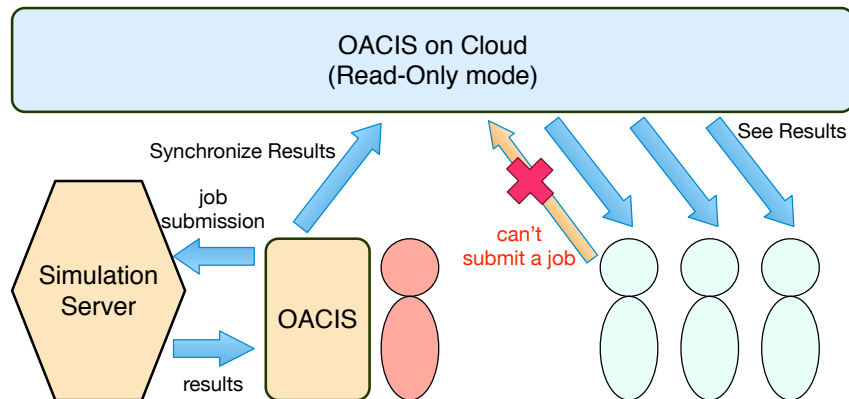 OACIS on Cloud
(Read-Only mode)
Synchronize Results
See Results
job
submission
can't
submit a job
Simulation
Server
OACIS
results